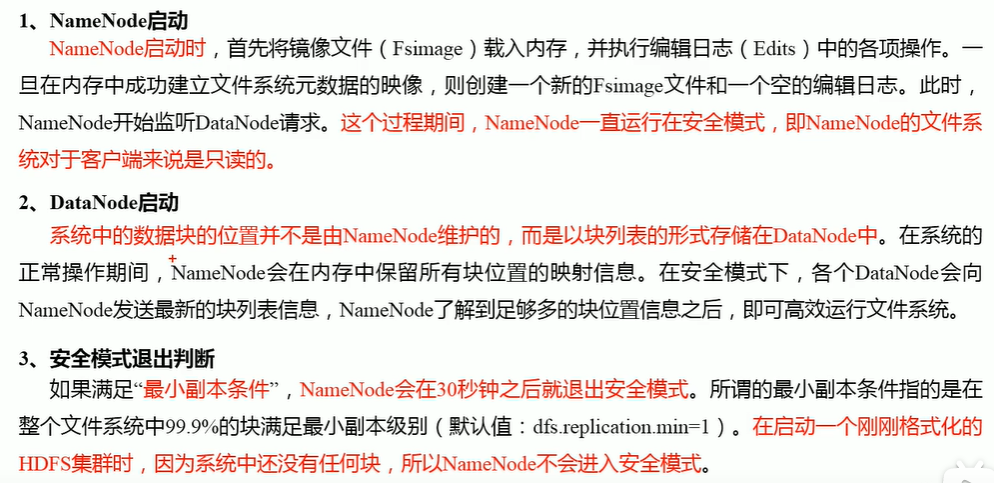 1、NameNode启动
NameNode启动时，首先将镜像文件（Fsimage）载入内存，并执行编辑日志（Edits）中的各项操作。一
旦在内存中成功建立文件系统元数据的映像，则创建一个新的Fsimage文件和一个空的编辑日志。此时，
NameNode开始监听DataNode请求。这个过程期间，NameNode一直运行在安全模式，即NameNode的文件系
统对于客户端来说是只读的。
2、DataNode启动
系统中的数据块的位置并不是由NameNode维护的，而是以块列表的形式存储在DataNode中。在系统的
正常操作期间，NameNode会在内存中保留所有块位置的映射信息。在安全模式下，各个DataNode会向
NameNode发送最新的块列表信息，NameNode了解到足够多的块位置信息之后，即可高效运行文件系统。
3、安全模式退出判断
如果满足“最小副本条件”，NameNode会在30秒钟之后就退出安全模式。所谓的最小副本条件指的是在
整个文件系统中99.9%的块满足最小副本级别（默认值：dfs.replication.min=1）。在启动一个刚刚格式化的
HDFS集群时，因为系统中还没有任何块，所以NameNode不会进入安全模式。